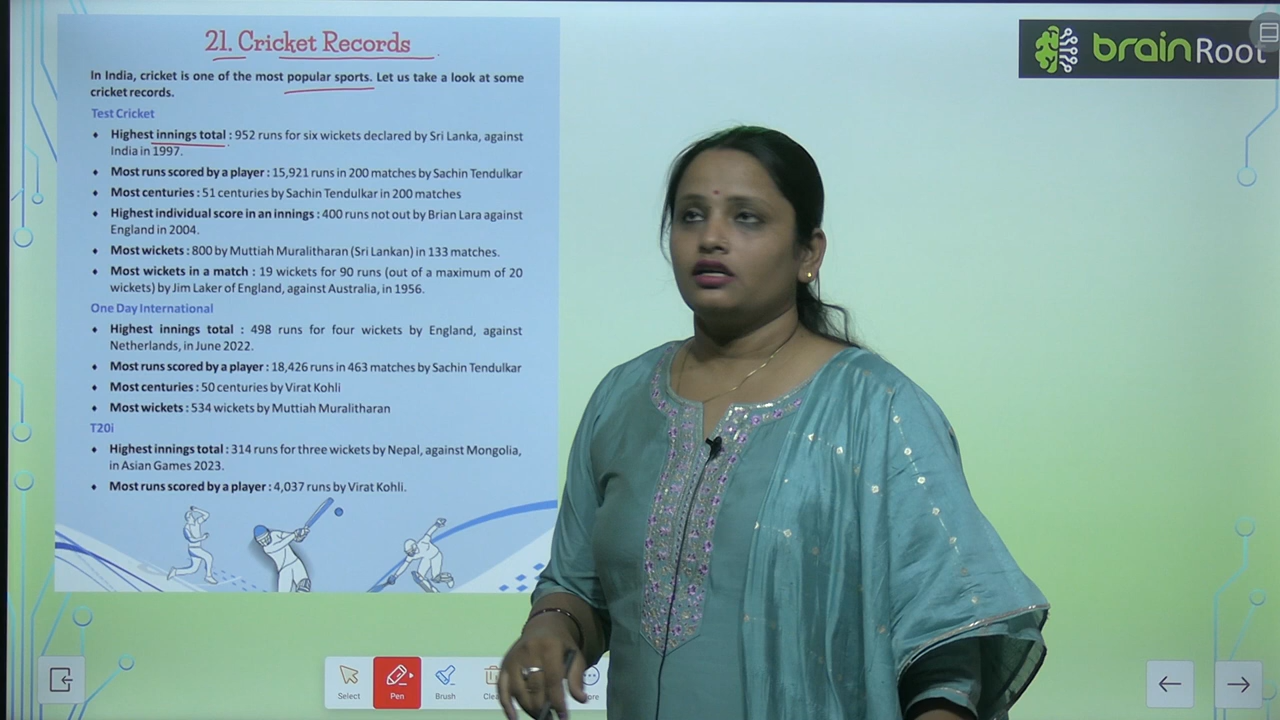 21. Cricket Records
brainRoot
In India, cricket is one of the most popular sports. Let us take a look at some
cricket records.
Test Cricket
♦ Highest innings total : 952 runs for six wickets declared by Sri Lanka, against
India in 1997.
♦ Most runs scored by a player : 15,921 runs in 200 matches by Sachin Tendulkar
♦ Most centuries : 51 centuries by Sachin Tendulkar in 200 matches
♦ Highest individual score in an innings : 400 runs not out by Brian Lara against
England in 2004.
♦ Most wickets : 800 by Muttiah Muralitharan (Sri Lankan) in 133 matches.
♦ Most wickets in a match : 19 wickets for 90 runs (out of a maximum of 20
wickets) by Jim Laker of England, against Australia, in 1956.
One Day International
♦ Highest innings total : 498 runs for four wickets by England, against
Netherlands, in June 2022.
♦ Most runs scored by a player : 18,426 runs in 463 matches by Sachin Tendulkar
♦ Most centuries : 50 centuries by Virat Kohli
♦ Most wickets : 534 wickets by Muttiah Muralitharan
T20i
♦ Highest innings total : 314 runs for three wickets by Nepal, against Mongolia,
in Asian Games 2023.
♦ Most runs scored by a player : 4,037 runs by Virat Kohli.
Select Pen Brush